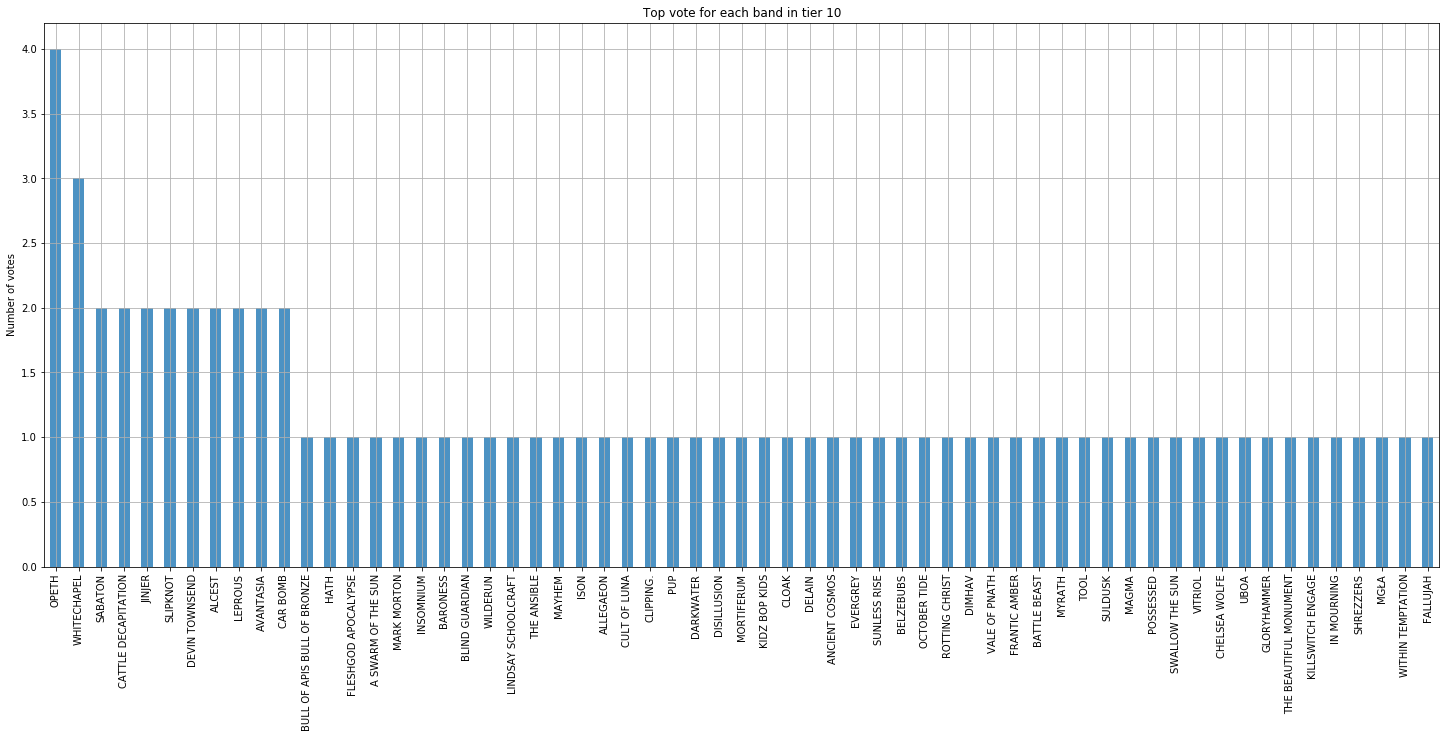 Top vote for each band in tier 10
Number of votes
4.0
3.5
3.0
2.5
2.0
1.5
1.0
0.5
0.0
OPETH
WHITECHAPEL
SABATON
CATTLE DECAPITATION
JINJER
SLIPKNOT
DEVIN TOWNSEND
ALCEST
LEPROUS
AVANTASIA
CAR BOMB
BULL OF APIS BULL OF BRONZE
HATH
FLESHGOD APOCALYPSE
A SWARM OF THE SUN
MARK MORTON
INSOMNIUM
BARONESS
BLIND GUARDIAN
WILDERUN
LINDSAY SCHOOLCRAFT
THE ANSIBLE
MAYHEM
ISON
ALLEGAEON
CULT OF LUNA
CLIPPING.
PUP
DARKWATER
DISILLUSION
MORTIFERUM
KIDZ BOP KIDS
CLOAK
DELAIN
ANCIENT COSMOS
EVERGREY
SUNLESS RISE
BELZEBUBS
OCTOBER TIDE
ROTTING CHRIST
DIMHAV
VALE OF PNATH
FRANTIC AMBER
BATTLE BEAST
MYRATH
TOOL
SULDUSK
MAGMA
POSSESSED
SWALLOW THE SUN
VITRIOL
CHELSEA WOLFE
UBOA
GLORYHAMMER
THE BEAUTIFUL MONUMENT
KILLSWITCH ENGAGE
IN MOURNING
SHREZZERS
MGŁA
WITHIN TEMPTATION
FALLUJAH